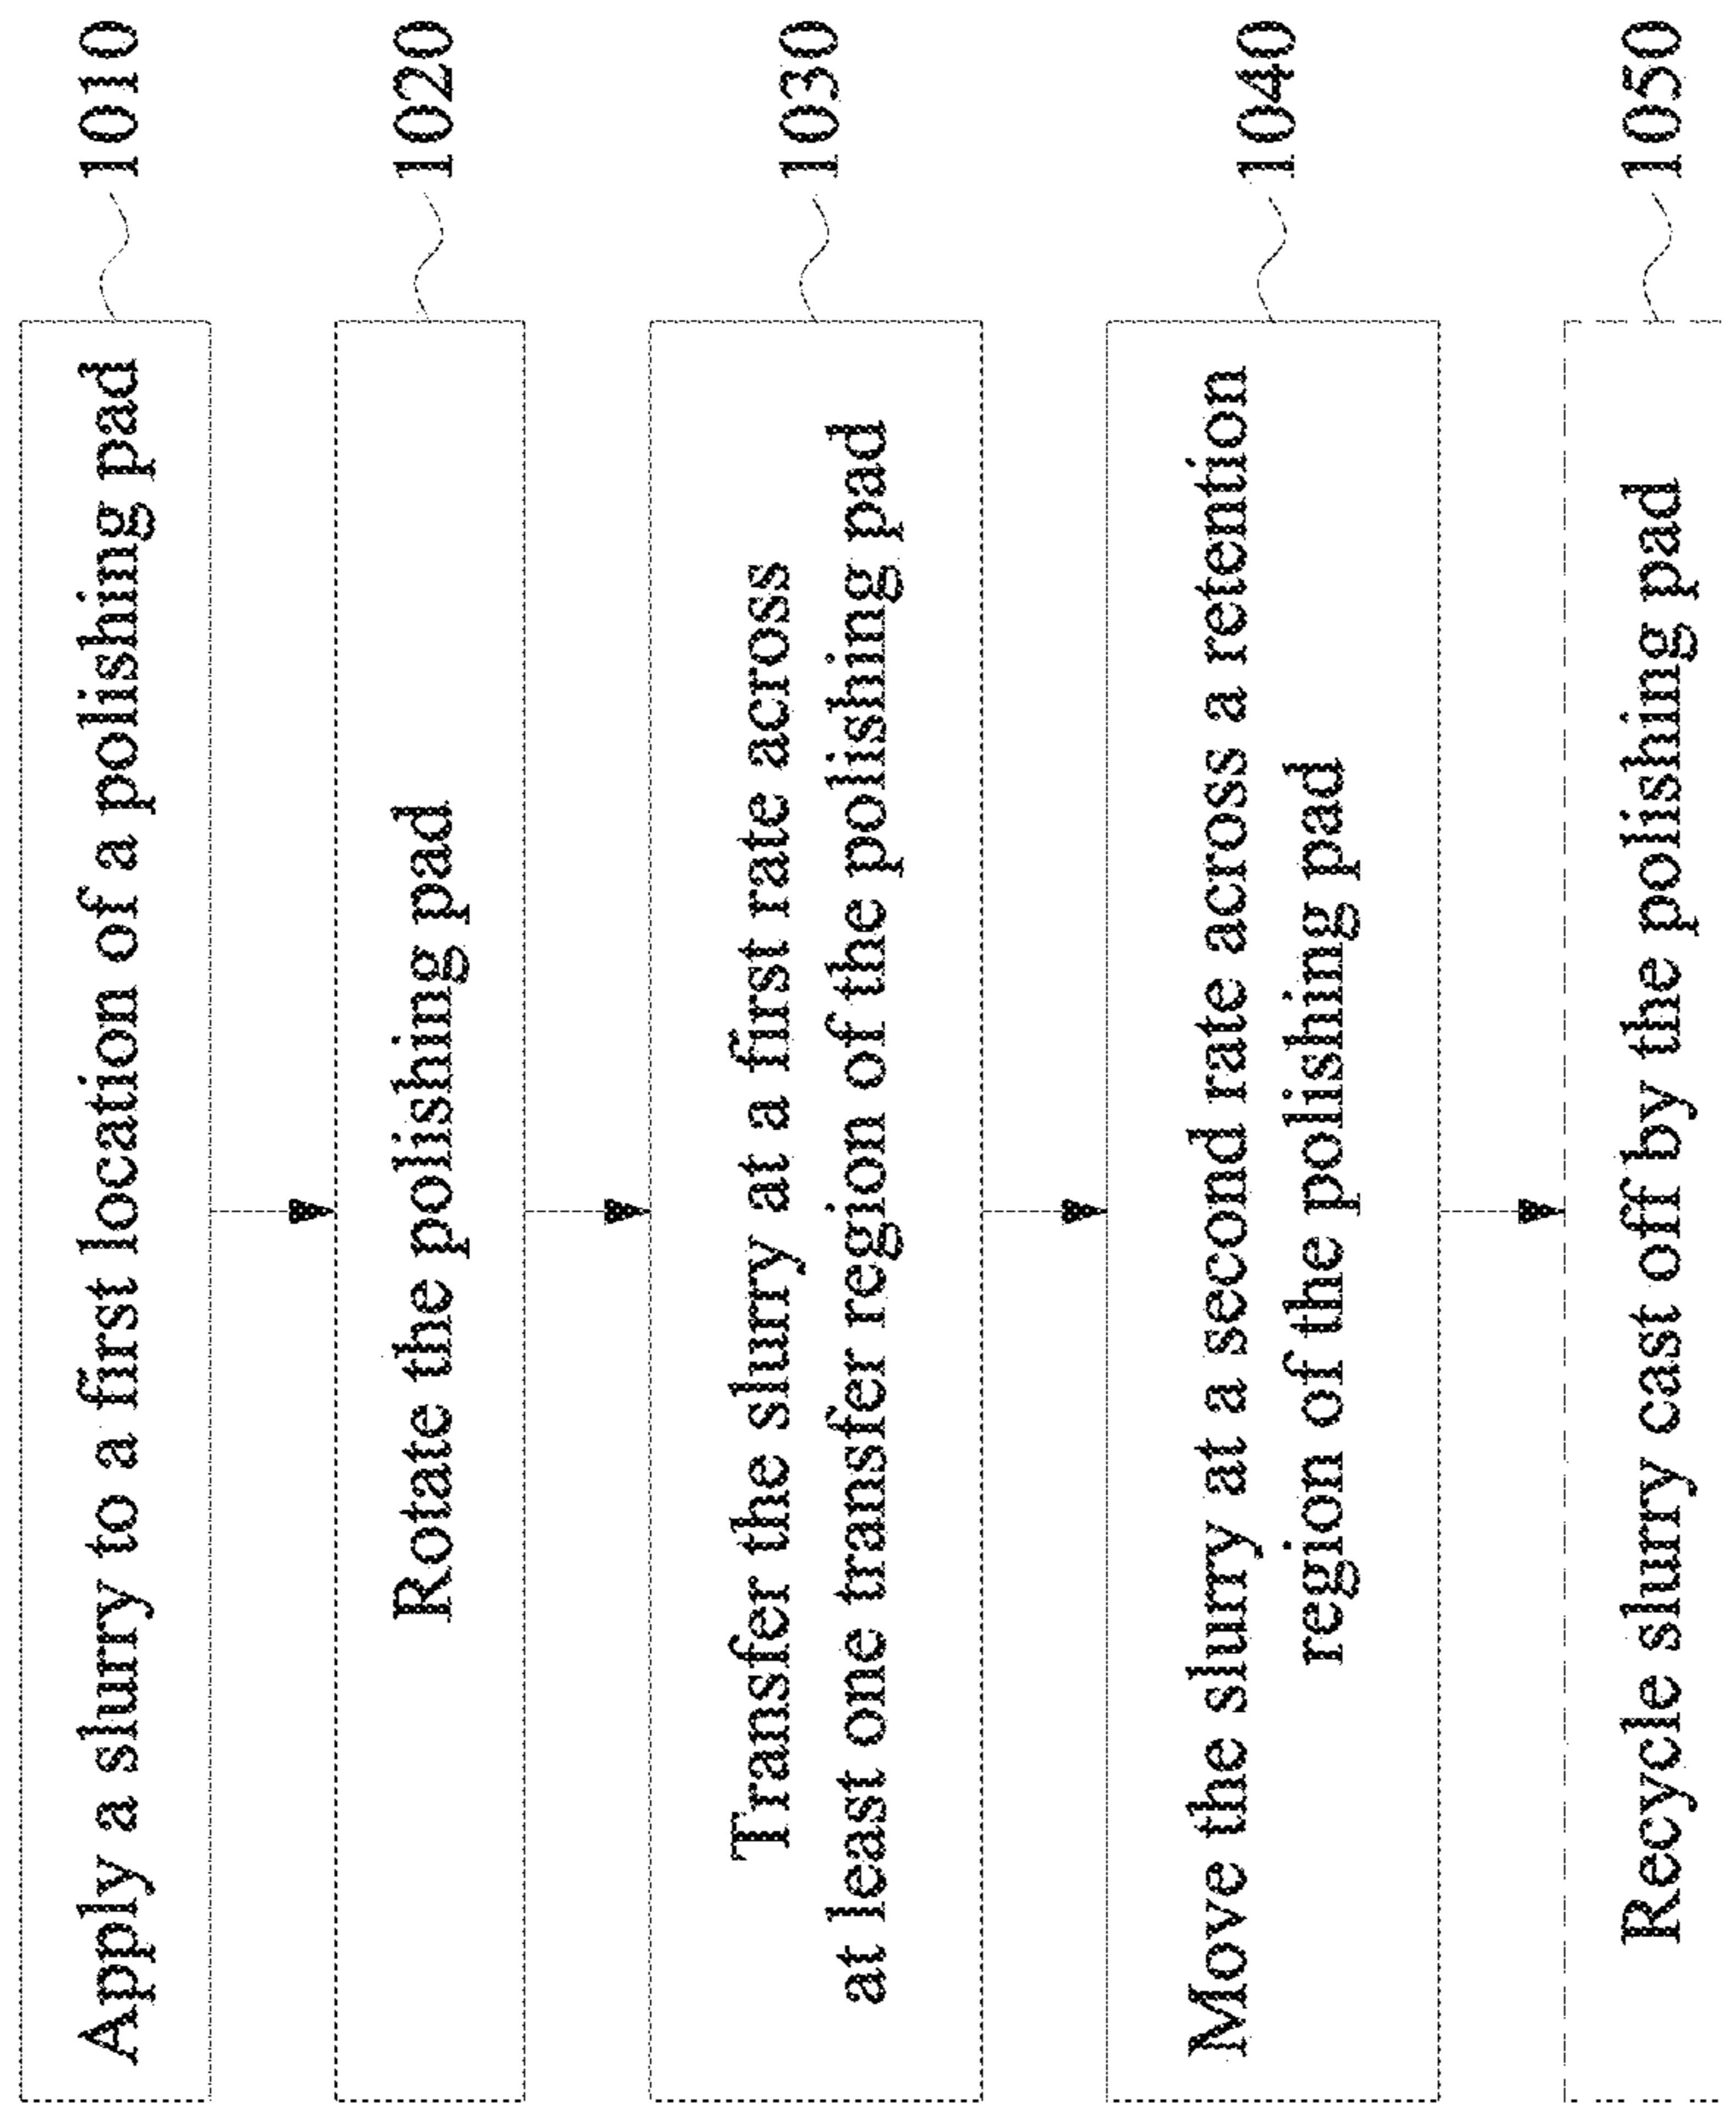 Apply a slurry to a first location of a polishing pad
1010
Rotate the polishing pad
1020
Transfer the slurry at a first rate across
at least one transfer region of the polishing pad
1030
Move the slurry at a second rate across a retention
region of the polishing pad
1040
Recycle slurry cast off by the polishing pad
1050